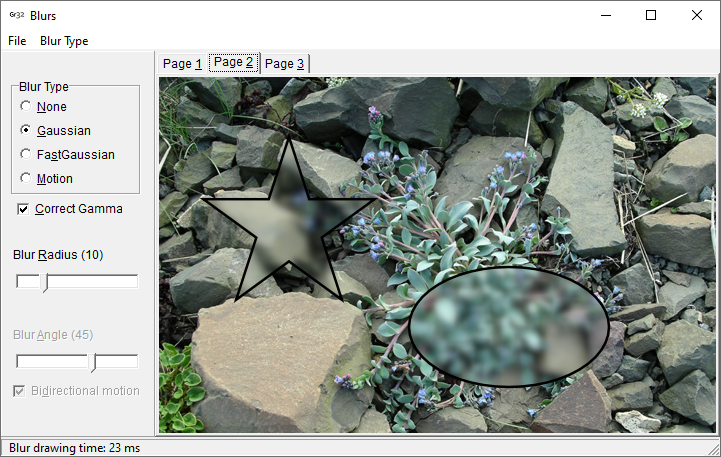 Gr32 Blurs
File Blur Type
Page 1 Page 2 Page 3
Blur Type
None
Gaussian
FastGaussian
Motion
Correct Gamma
Blur Radius (10)
Blur Angle (45)
Bidirectional motion
Blur drawing time: 23 ms